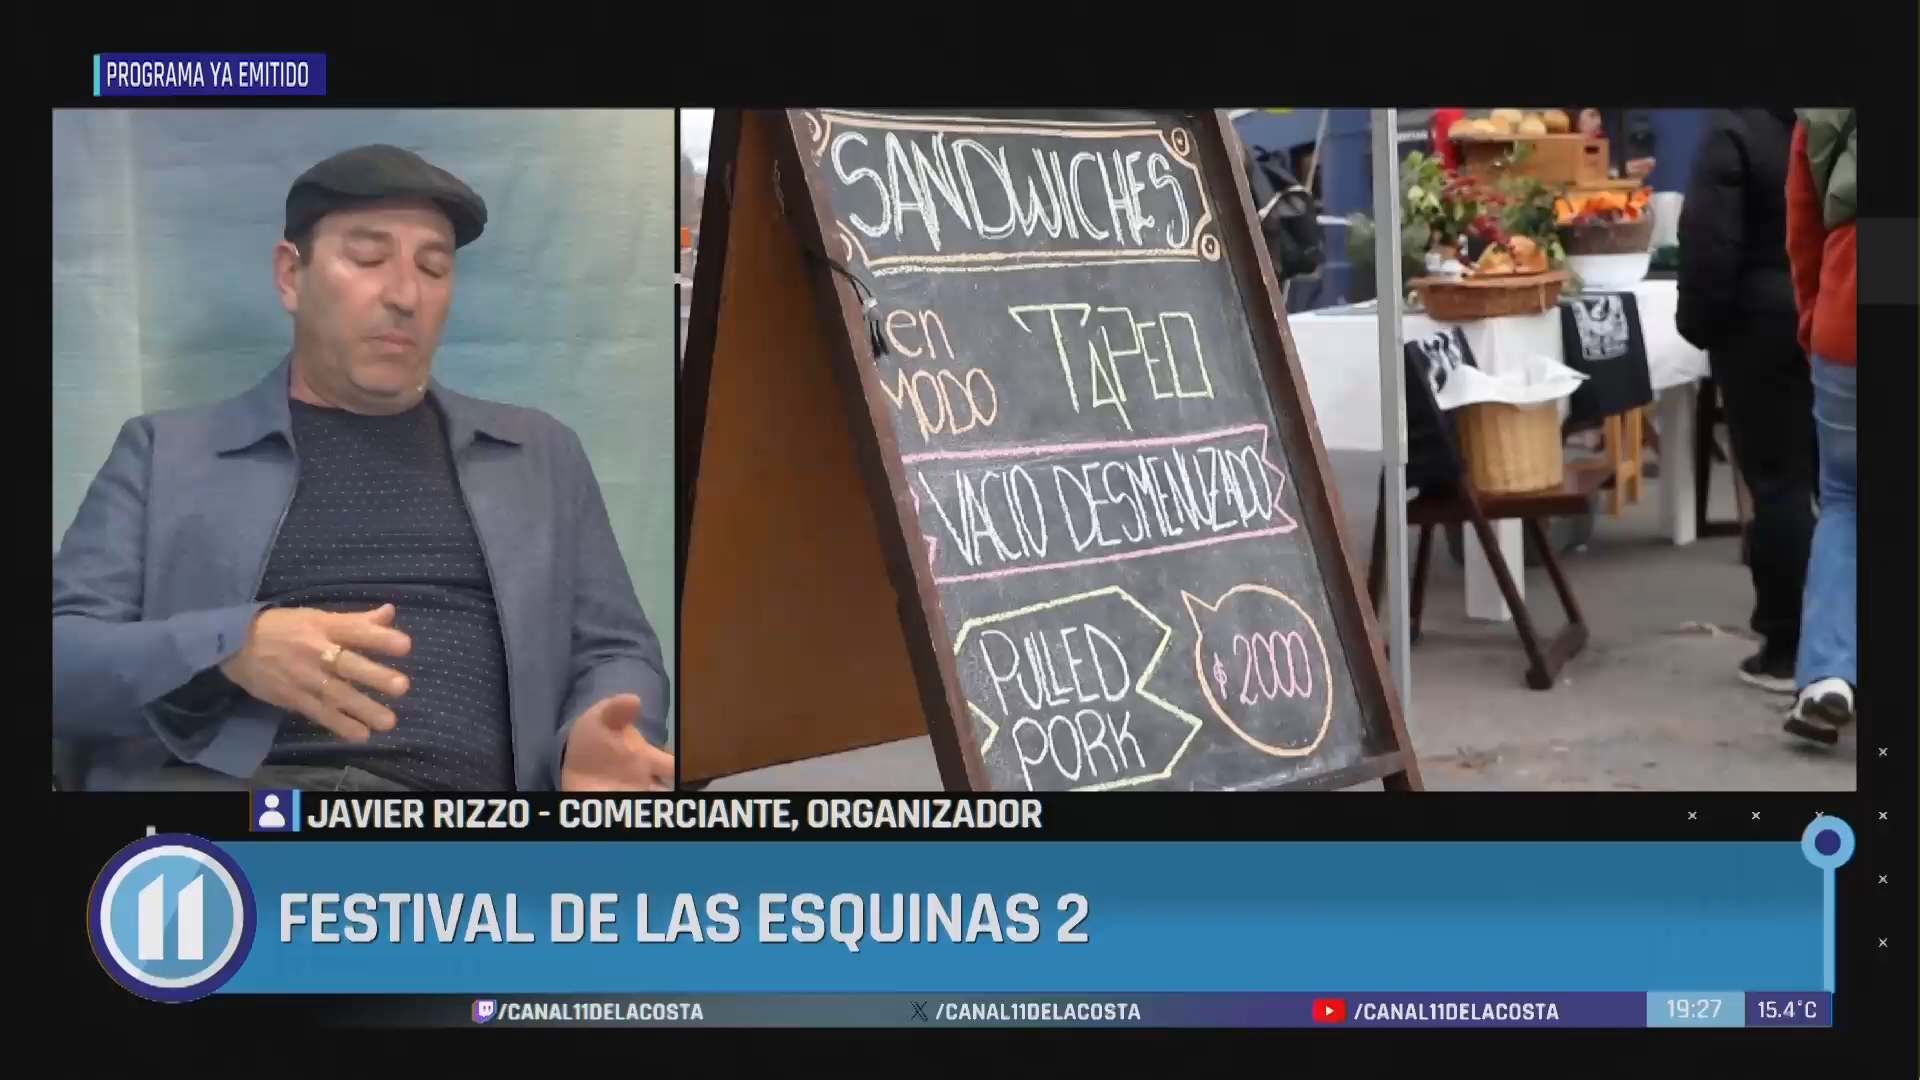 PROGRAMA YA EMITIDO
SANDWICHES
en
MODO
TAPEO
VACIO DESMENUZADO
PULLED
PORK
$2000
JAVIER RIZZO - COMERCIANTE, ORGANIZADOR
11
FESTIVAL DE LAS ESQUINAS 2
/CANAL11DELACOSTA
/CANAL11DELACOSTA
/CANAL11DELACOSTA
19:27
15.4°C